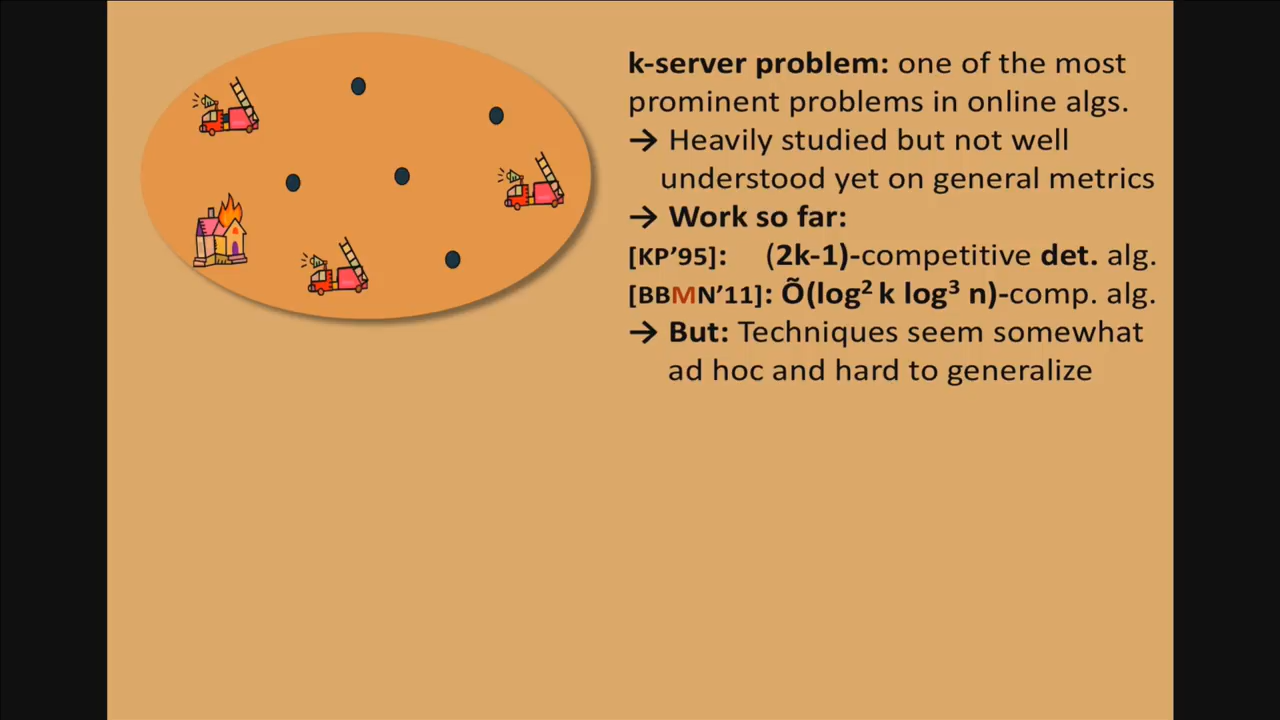 k-server problem: one of the most
prominent problems in online algs.
→ Heavily studied but not well
understood yet on general metrics
→ Work so far:
[KP’95]: (2k-1)-competitive det. alg.
[BBMN’11]: Õ(log² k log³ n)-comp. alg.
→ But: Techniques seem somewhat
ad hoc and hard to generalize